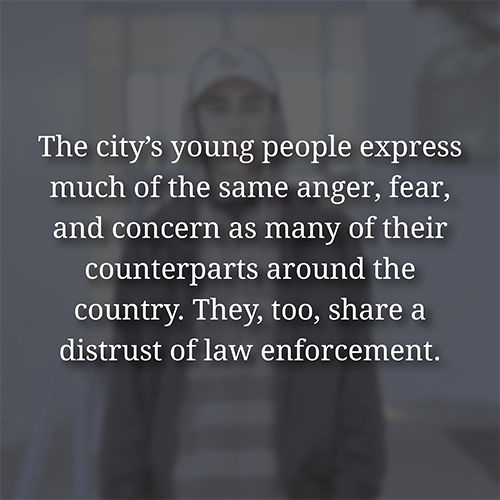 The city’s young people express
much of the same anger, fear,
and concern as many of their
counterparts around the
country. They, too, share a
distrust of law enforcement.